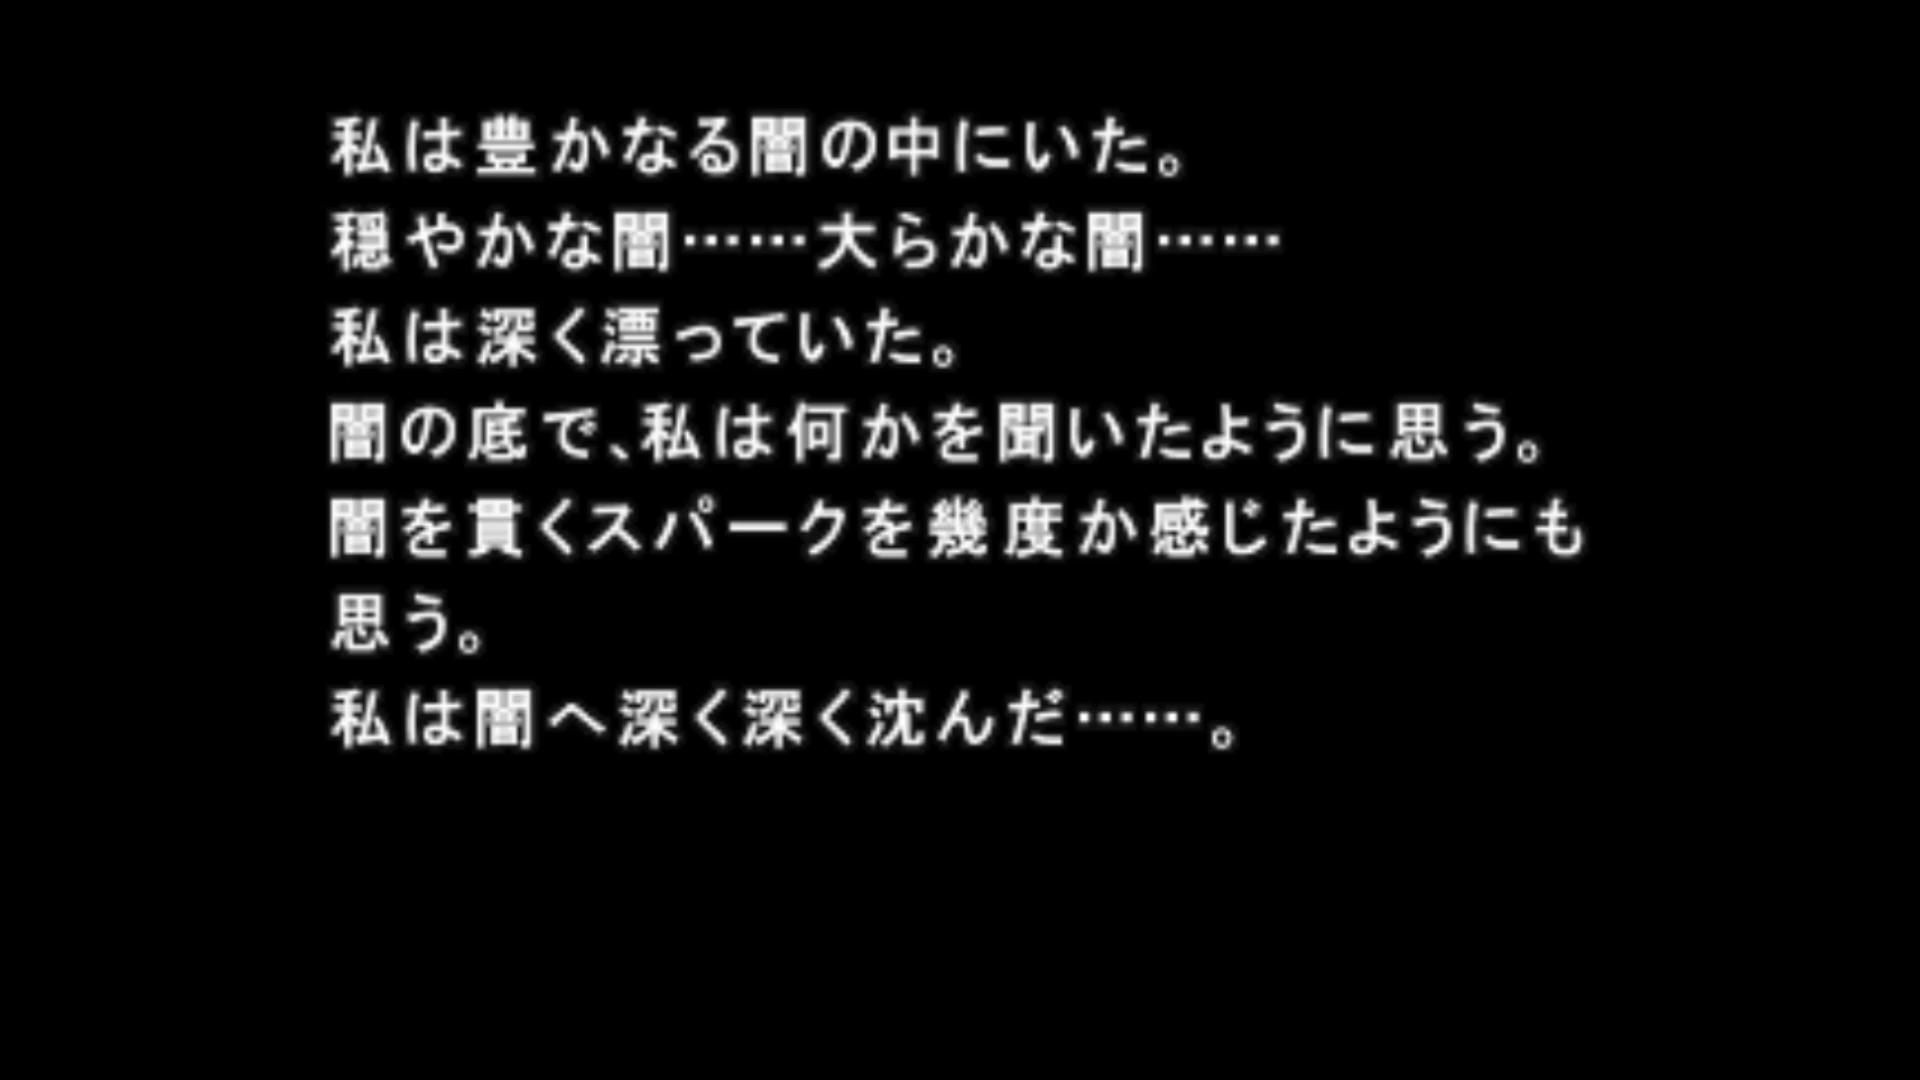 私は豊かなる闇の中にいた。
穏やかな闇……大らかな闇……
私は深く漂っていた。
闇の底で、私は何かを聞いたように思う。
闇を貫くスパークを幾度か感じたようにも
思う。
私は闇へ深く深く沈んだ……。